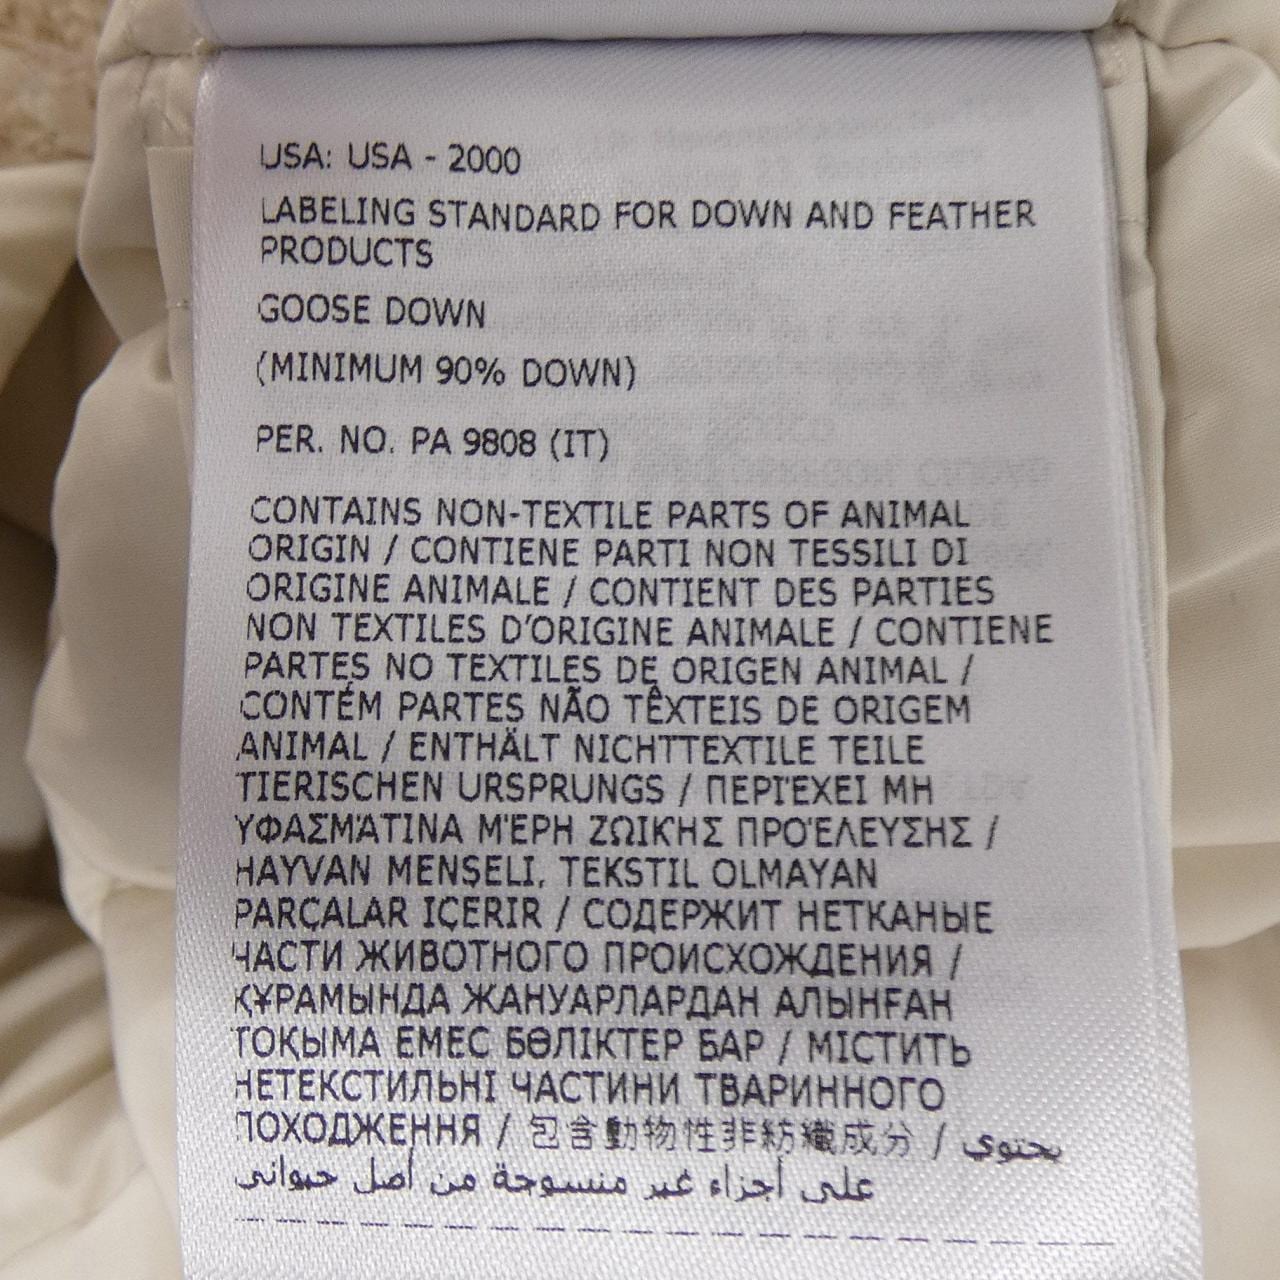 USA: USA - 2000
LABELING STANDARD FOR DOWN AND FEATHER
PRODUCTS
GOOSE DOWN
(MINIMUM 90% DOWN)
PER. NO. PA 9808 (IT)
CONTAINS NON-TEXTILE PARTS OF ANIMAL
ORIGIN / CONTIENE PARTI NON TESSILI DI
ORIGINE ANIMALE / CONTIENT DES PARTIES
NON TEXTILES D'ORIGINE ANIMALE / CONTIENE
PARTES NO TEXTILES DE ORIGEN ANIMAL /
CONTÉM PARTES NÃO TÊXTEIS DE ORIGEM
ANIMAL / ENTHÄLT NICHTTEXTILE TEILE
TIERISCHEN URSPRUNGS / ΠΕΡΙΈΧΕΙ ΜΗ
ΥΦΑΣΜΆΤΙΝΑ ΜΈΡΗ ΖΩΙΚΉΣ ΠΡΟΈΛΕΥΣΗΣ /
HAYVAN MENŞELI, TEKSTIL OLMAYAN
PARÇALAR IÇERIR / СОДЕРЖИТ НЕТКАНЫЕ
ЧАСТИ ЖИВОТНОГО ПРОИСХОЖДЕНИЯ /
ҚҰРАМЫНДА ЖАНУАРЛАРДАН АЛЫНҒАН
ТОҚЫМА ЕМЕС БӨЛІКТЕР БАР / МІСТИТЬ
НЕТЕКСТИЛЬНІ ЧАСТИНИ ТВАРИННОГО
ПОХОДЖЕННЯ / 包含動物性非紡織成分 / يحتوي
على أجزاء غير منسوجة من أصل حيواني